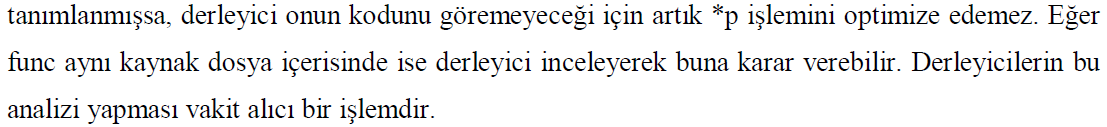 tanımlanmışsa, derleyici onun kodunu göremeyeceği için artık *p işlemini optimize edemez. Eğer
func aynı kaynak dosya içerisinde ise derleyici inceleyerek buna karar verebilir. Derleyicilerin bu
analizi yapması vakit alıcı bir işlemdir.